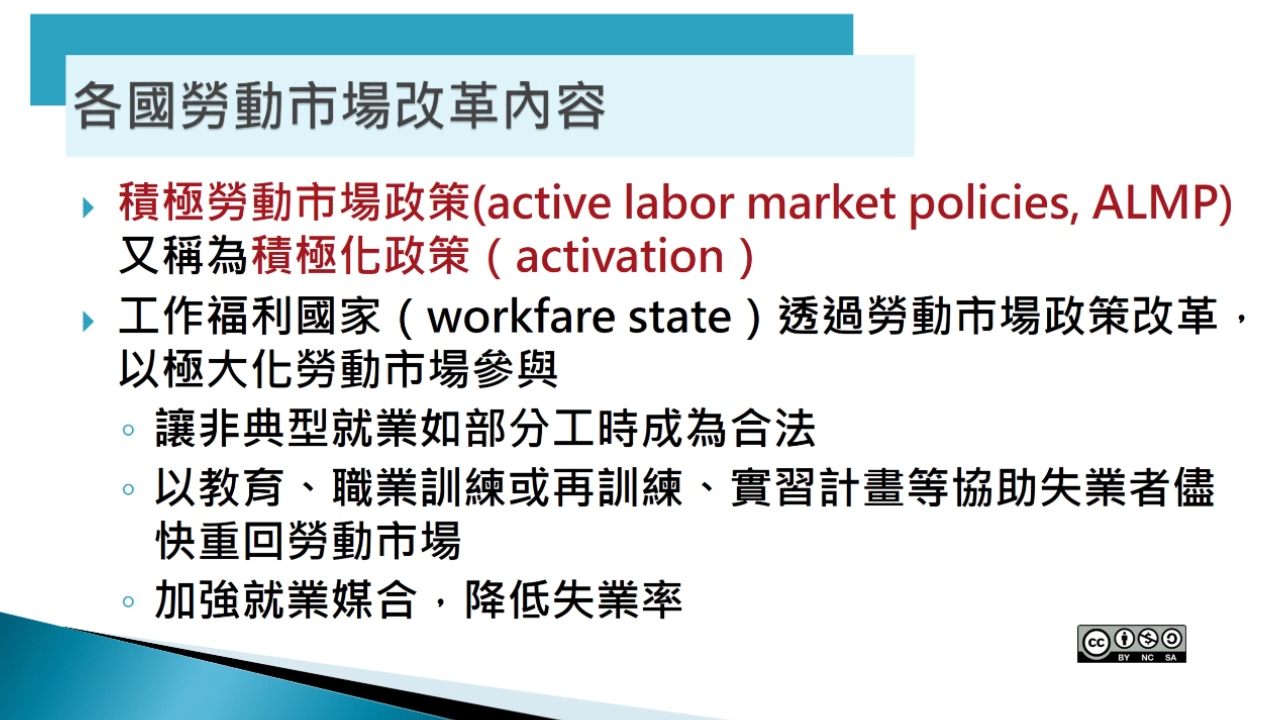 各國勞動市場改革內容
積極勞動市場政策(active labor market policies, ALMP)
又稱為積極化政策（activation）
工作福利國家（workfare state）透過勞動市場政策改革，
以極大化勞動市場參與
讓非典型就業如部分工時成為合法
以教育、職業訓練或再訓練、實習計畫等協助失業者儘
快重回勞動市場
加強就業媒合，降低失業率
cc
BY NC SA